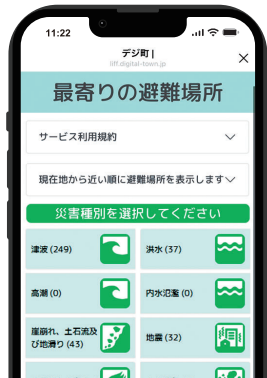 11:22
デジ町 |
liff.digital-town.jp
最寄りの避難場所
サービス利用規約
現在地から近い順に避難場所を表示します
災害種別を選択してください
津波 (249)
洪水 (37)
高潮 (0)
内水氾濫 (0)
崖崩れ、土石流及
び地滑り (43)
地震 (32)